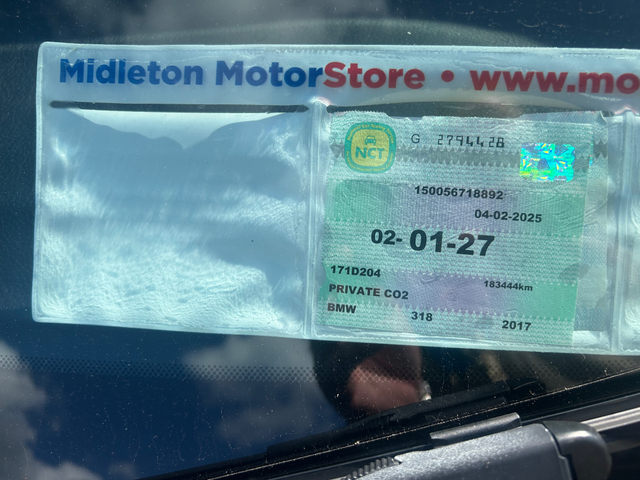 Midleton MotorStore • www.mo
NCT
G 2794428
150056718892
04-02-2025
02-01-27
171D204
183444km
PRIVATE CO2
BMW 318 2017